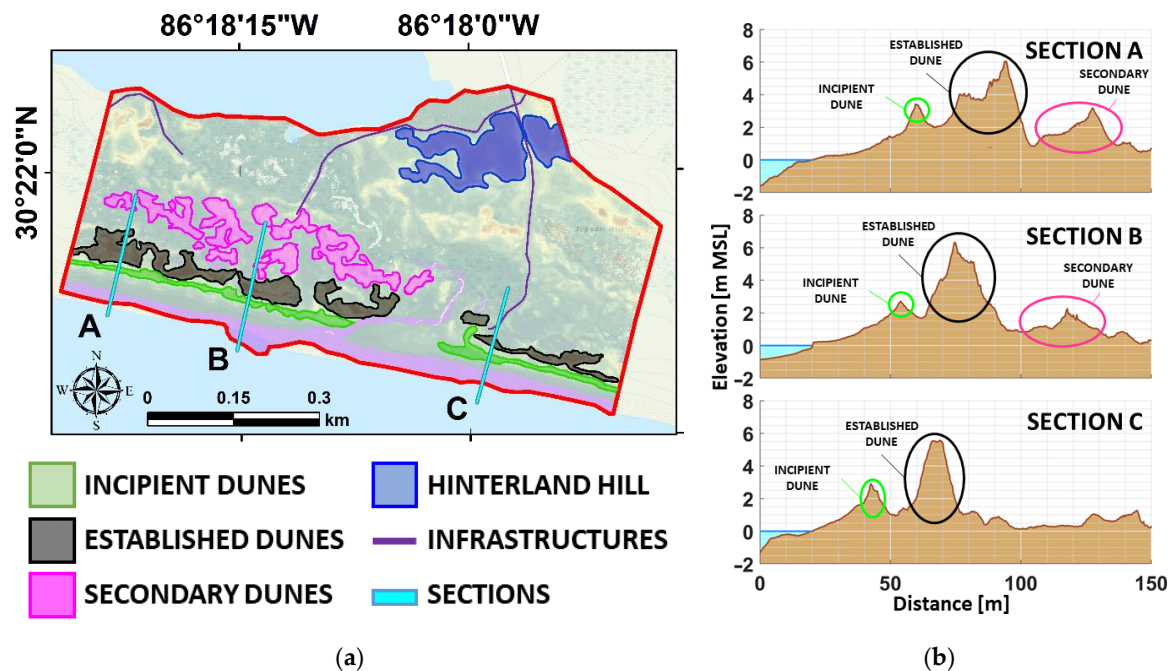 86°18'15"W 86°18'0"W
30°22'0"N
A
B
C
N
W E
S
0 0.15 0.3
km
INCIPIENT DUNES
ESTABLISHED DUNES
SECONDARY DUNES
HINTERLAND HILL
INFRASTRUCTURES
SECTIONS
(a)
Elevation [m MSL]
8
6
4
2
0
−2
SECTION A
ESTABLISHED
DUNE
INCIPIENT
DUNE
SECONDARY
DUNE
8
6
4
2
0
−2
SECTION B
ESTABLISHED
DUNE
INCIPIENT
DUNE
SECONDARY
DUNE
8
6
4
2
0
−2
SECTION C
ESTABLISHED
DUNE
INCIPIENT
DUNE
0 50 100 150
Distance [m]
(b)